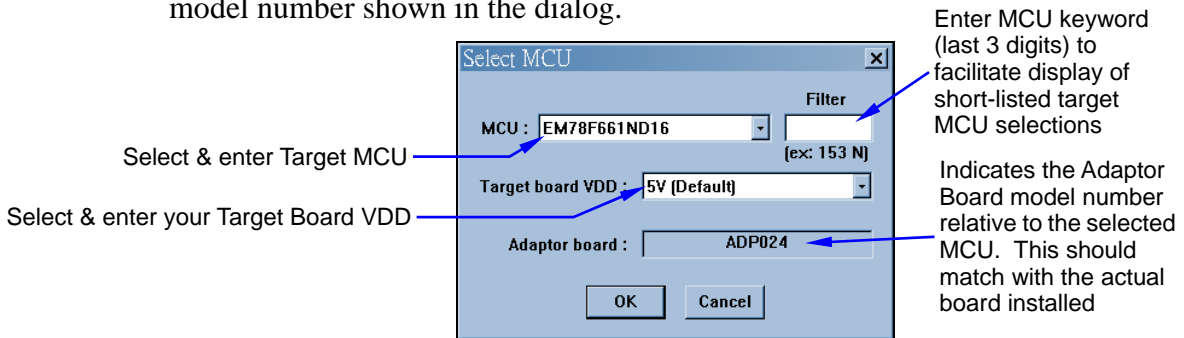 model number shown in the dialog.
Enter MCU keyword
(last 3 digits) to
facilitate display of
short-listed target
MCU selections
Select MCU
Filter
MCU : EM78F661ND16
(ex: 153 N)
Select & enter Target MCU
Target board VDD : 5V (Default)
Select & enter your Target Board VDD
Adaptor board : ADP024
Indicates the Adaptor
Board model number
relative to the selected
MCU. This should
match with the actual
board installed
OK Cancel